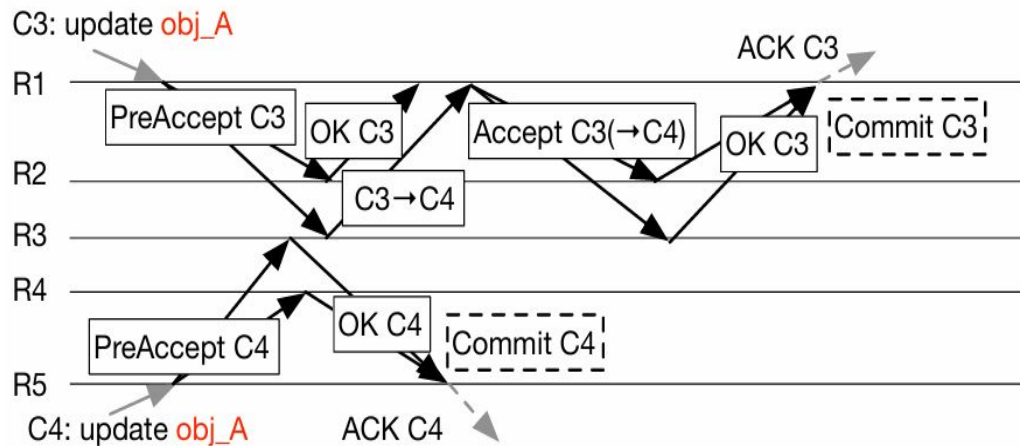 C3: update obj_A
ACK C3
R1
PreAccept C3
OK C3
Accept C3(→C4)
OK C3
Commit C3
R2
C3→C4
R3
R4
PreAccept C4
OK C4
Commit C4
R5
C4: update obj_A
ACK C4